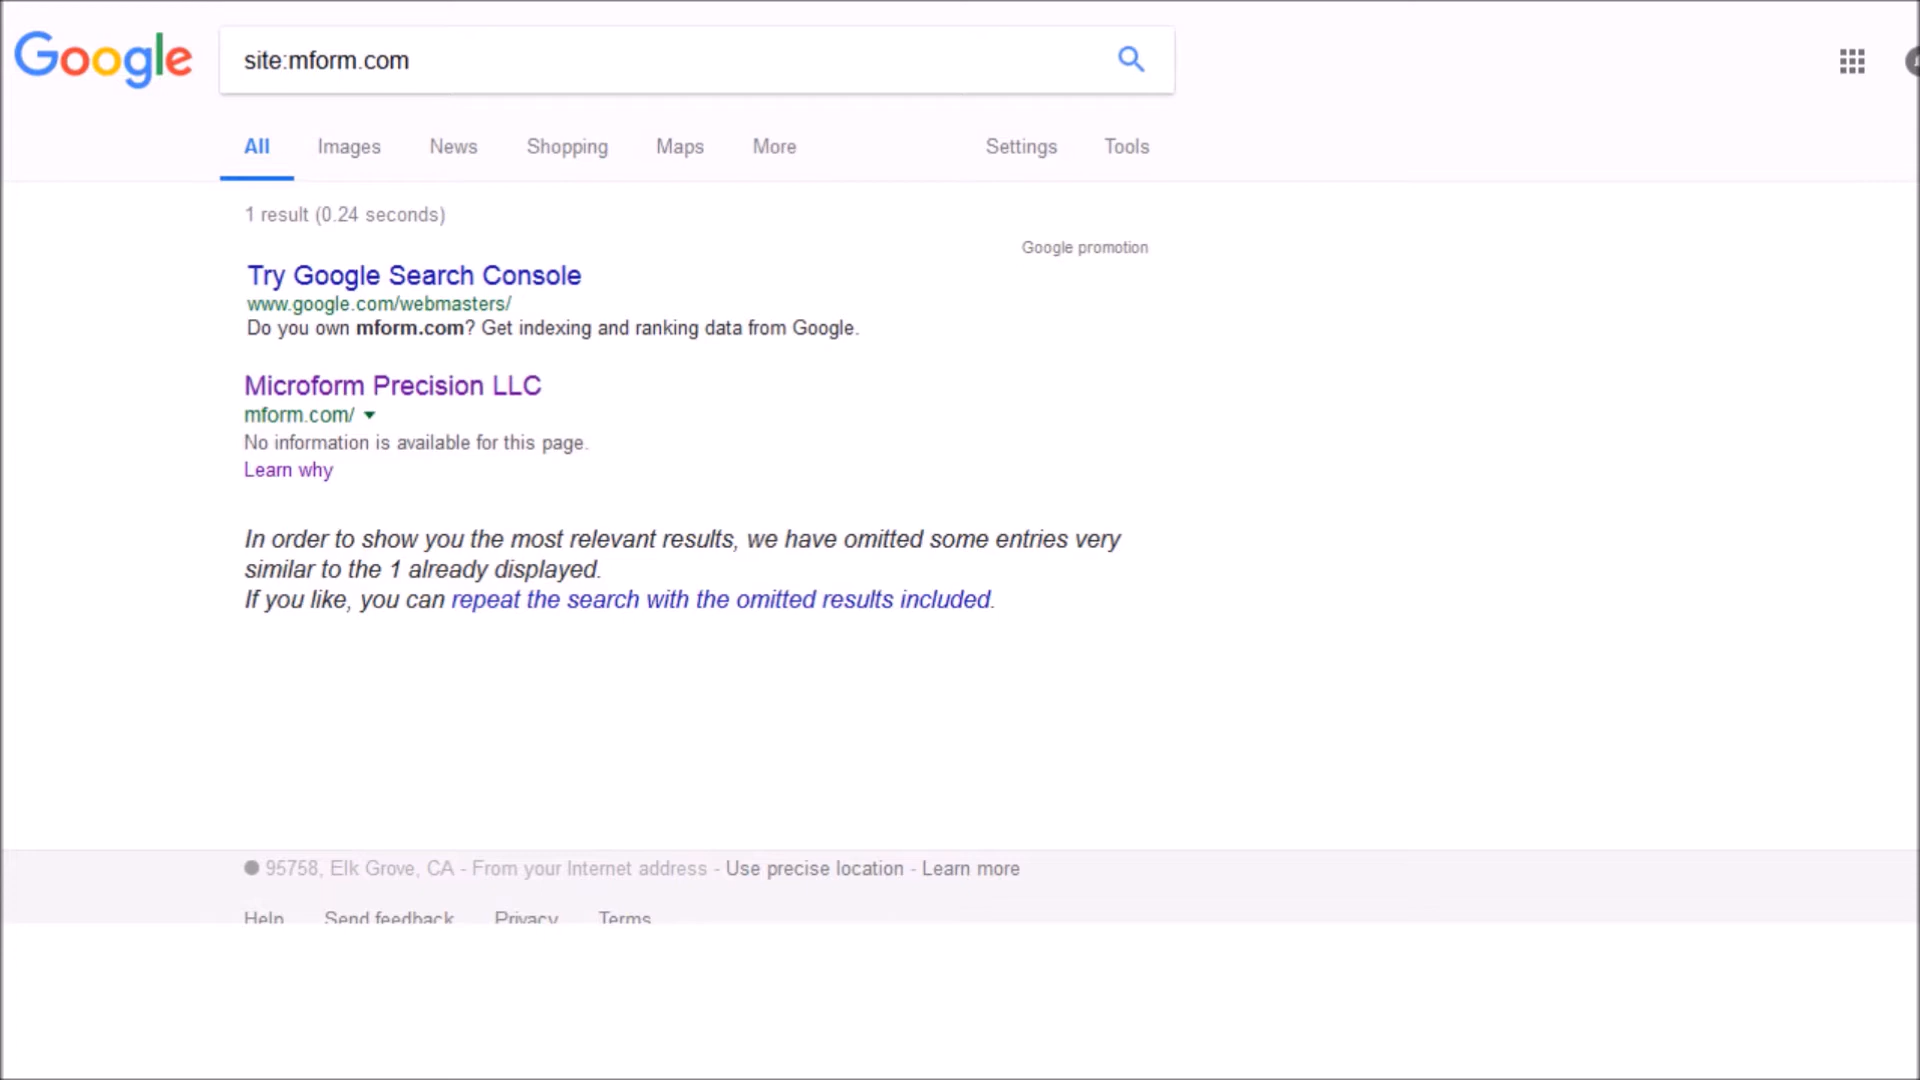 Google
site:mform.com
All Images News Shopping Maps More Settings Tools
1 result (0.24 seconds)
Google promotion
Try Google Search Console
www.google.com/webmasters/
Do you own mform.com? Get indexing and ranking data from Google.
Microform Precision LLC
mform.com/
No information is available for this page.
Learn why
In order to show you the most relevant results, we have omitted some entries very
similar to the 1 already displayed.
If you like, you can repeat the search with the omitted results included.
95758, Elk Grove, CA - From your Internet address - Use precise location - Learn more
Help Send feedback Privacy Terms